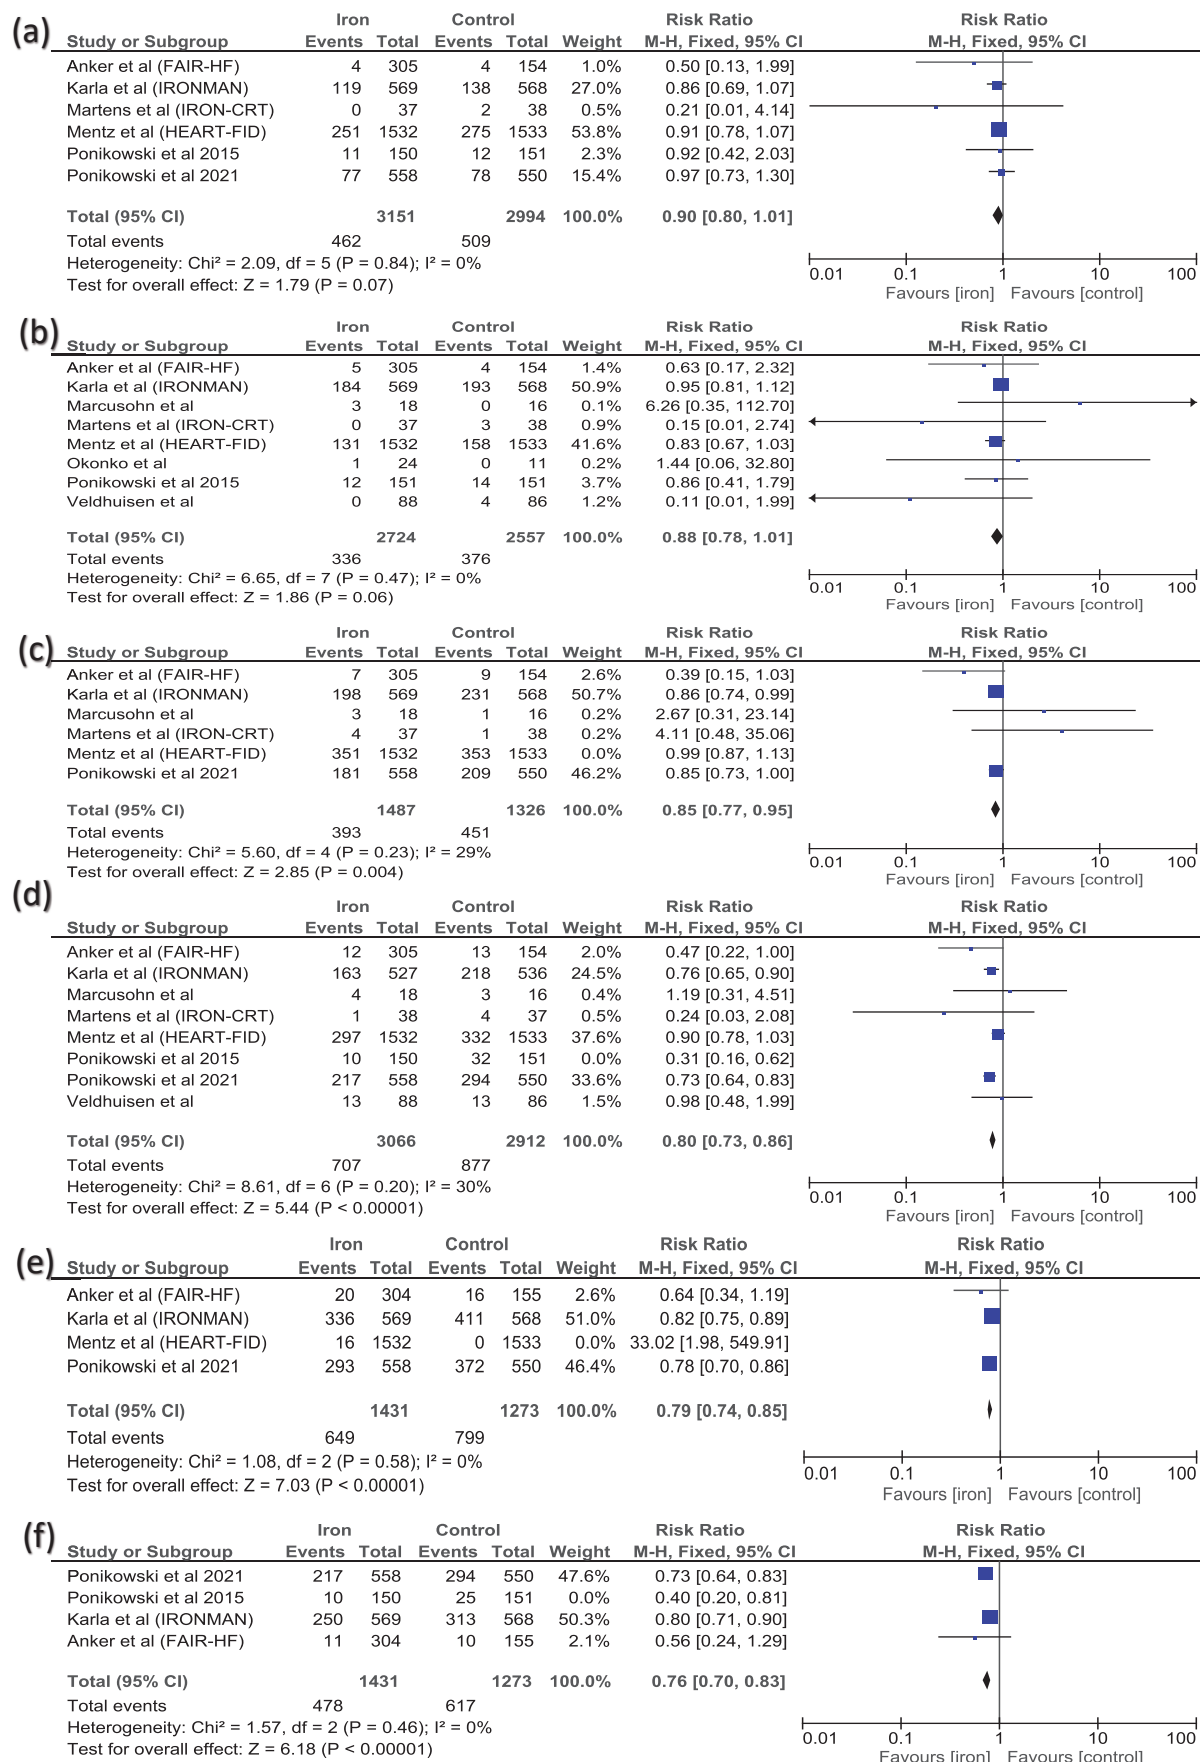 (a)
Iron Control Risk Ratio Risk Ratio
Study or Subgroup Events Total Events Total Weight M-H, Fixed, 95% CI M-H, Fixed, 95% CI
Anker et al (FAIR-HF) 4 305 4 154 1.0% 0.50 [0.13, 1.99]
Karla et al (IRONMAN) 119 569 138 568 27.0% 0.86 [0.69, 1.07]
Martens et al (IRON-CRT) 0 37 2 38 0.5% 0.21 [0.01, 4.14]
Mentz et al (HEART-FID) 251 1532 275 1533 53.8% 0.91 [0.78, 1.07]
Ponikowski et al 2015 11 150 12 151 2.3% 0.92 [0.42, 2.03]
Ponikowski et al 2021 77 558 78 550 15.4% 0.97 [0.73, 1.30]
Total (95% CI) 3151 2994 100.0% 0.90 [0.80, 1.01]
Total events 462 509
Heterogeneity: Chi² = 2.09, df = 5 (P = 0.84); I² = 0%
Test for overall effect: Z = 1.79 (P = 0.07)
0.01 0.1 1 10 100
Favours [iron] Favours [control]
(b)
Iron Control Risk Ratio Risk Ratio
Study or Subgroup Events Total Events Total Weight M-H, Fixed, 95% CI M-H, Fixed, 95% CI
Anker et al (FAIR-HF) 5 305 4 154 1.4% 0.63 [0.17, 2.32]
Karla et al (IRONMAN) 184 569 193 568 50.9% 0.95 [0.81, 1.12]
Marcusohn et al 3 18 0 16 0.1% 6.26 [0.35, 112.70]
Martens et al (IRON-CRT) 0 37 3 38 0.9% 0.15 [0.01, 2.74]
Mentz et al (HEART-FID) 131 1532 158 1533 41.6% 0.83 [0.67, 1.03]
Okonko et al 1 24 0 11 0.2% 1.44 [0.06, 32.80]
Ponikowski et al 2015 12 151 14 151 3.7% 0.86 [0.41, 1.79]
Veldhuisen et al 0 88 4 86 1.2% 0.11 [0.01, 1.99]
Total (95% CI) 2724 2557 100.0% 0.88 [0.78, 1.01]
Total events 336 376
Heterogeneity: Chi² = 6.65, df = 7 (P = 0.47); I² = 0%
Test for overall effect: Z = 1.86 (P = 0.06)
0.01 0.1 1 10 100
Favours [iron] Favours [control]
(c)
Iron Control Risk Ratio Risk Ratio
Study or Subgroup Events Total Events Total Weight M-H, Fixed, 95% CI M-H, Fixed, 95% CI
Anker et al (FAIR-HF) 7 305 9 154 2.6% 0.39 [0.15, 1.03]
Karla et al (IRONMAN) 198 569 231 568 50.7% 0.86 [0.74, 0.99]
Marcusohn et al 3 18 1 16 0.2% 2.67 [0.31, 23.14]
Martens et al (IRON-CRT) 4 37 1 38 0.2% 4.11 [0.48, 35.06]
Mentz et al (HEART-FID) 351 1532 353 1533 0.0% 0.99 [0.87, 1.13]
Ponikowski et al 2021 181 558 209 550 46.2% 0.85 [0.73, 1.00]
Total (95% CI) 1487 1326 100.0% 0.85 [0.77, 0.95]
Total events 393 451
Heterogeneity: Chi² = 5.60, df = 4 (P = 0.23); I² = 29%
Test for overall effect: Z = 2.85 (P = 0.004)
0.01 0.1 1 10 100
Favours [iron] Favours [control]
(d)
Iron Control Risk Ratio Risk Ratio
Study or Subgroup Events Total Events Total Weight M-H, Fixed, 95% CI M-H, Fixed, 95% CI
Anker et al (FAIR-HF) 12 305 13 154 2.0% 0.47 [0.22, 1.00]
Karla et al (IRONMAN) 163 527 218 536 24.5% 0.76 [0.65, 0.90]
Marcusohn et al 4 18 3 16 0.4% 1.19 [0.31, 4.51]
Martens et al (IRON-CRT) 1 38 4 37 0.5% 0.24 [0.03, 2.08]
Mentz et al (HEART-FID) 297 1532 332 1533 37.6% 0.90 [0.78, 1.03]
Ponikowski et al 2015 10 150 32 151 0.0% 0.31 [0.16, 0.62]
Ponikowski et al 2021 217 558 294 550 33.6% 0.73 [0.64, 0.83]
Veldhuisen et al 13 88 13 86 1.5% 0.98 [0.48, 1.99]
Total (95% CI) 3066 2912 100.0% 0.80 [0.73, 0.86]
Total events 707 877
Heterogeneity: Chi² = 8.61, df = 6 (P = 0.20); I² = 30%
Test for overall effect: Z = 5.44 (P < 0.00001)
0.01 0.1 1 10 100
Favours [iron] Favours [control]
(e)
Iron Control Risk Ratio Risk Ratio
Study or Subgroup Events Total Events Total Weight M-H, Fixed, 95% CI M-H, Fixed, 95% CI
Anker et al (FAIR-HF) 20 304 16 155 2.6% 0.64 [0.34, 1.19]
Karla et al (IRONMAN) 336 569 411 568 51.0% 0.82 [0.75, 0.89]
Mentz et al (HEART-FID) 16 1532 0 1533 0.0% 33.02 [1.98, 549.91]
Ponikowski et al 2021 293 558 372 550 46.4% 0.78 [0.70, 0.86]
Total (95% CI) 1431 1273 100.0% 0.79 [0.74, 0.85]
Total events 649 799
Heterogeneity: Chi² = 1.08, df = 2 (P = 0.58); I² = 0%
Test for overall effect: Z = 7.03 (P < 0.00001)
0.01 0.1 1 10 100
Favours [iron] Favours [control]
(f)
Iron Control Risk Ratio Risk Ratio
Study or Subgroup Events Total Events Total Weight M-H, Fixed, 95% CI M-H, Fixed, 95% CI
Ponikowski et al 2021 217 558 294 550 47.6% 0.73 [0.64, 0.83]
Ponikowski et al 2015 10 150 25 151 0.0% 0.40 [0.20, 0.81]
Karla et al (IRONMAN) 250 569 313 568 50.3% 0.80 [0.71, 0.90]
Anker et al (FAIR-HF) 11 304 10 155 2.1% 0.56 [0.24, 1.29]
Total (95% CI) 1431 1273 100.0% 0.76 [0.70, 0.83]
Total events 478 617
Heterogeneity: Chi² = 1.57, df = 2 (P = 0.46); I² = 0%
Test for overall effect: Z = 6.18 (P < 0.00001)
0.01 0.1 1 10 100
Favours [iron] Favours [control]